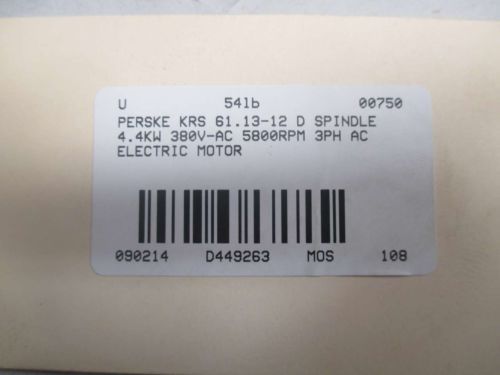 U 54lb 00750
PERSKE KRS 61.13-12 D SPINDLE
4.4KW 380V-AC 5800RPM 3PH AC
ELECTRIC MOTOR
090214 D449263 MOS 108